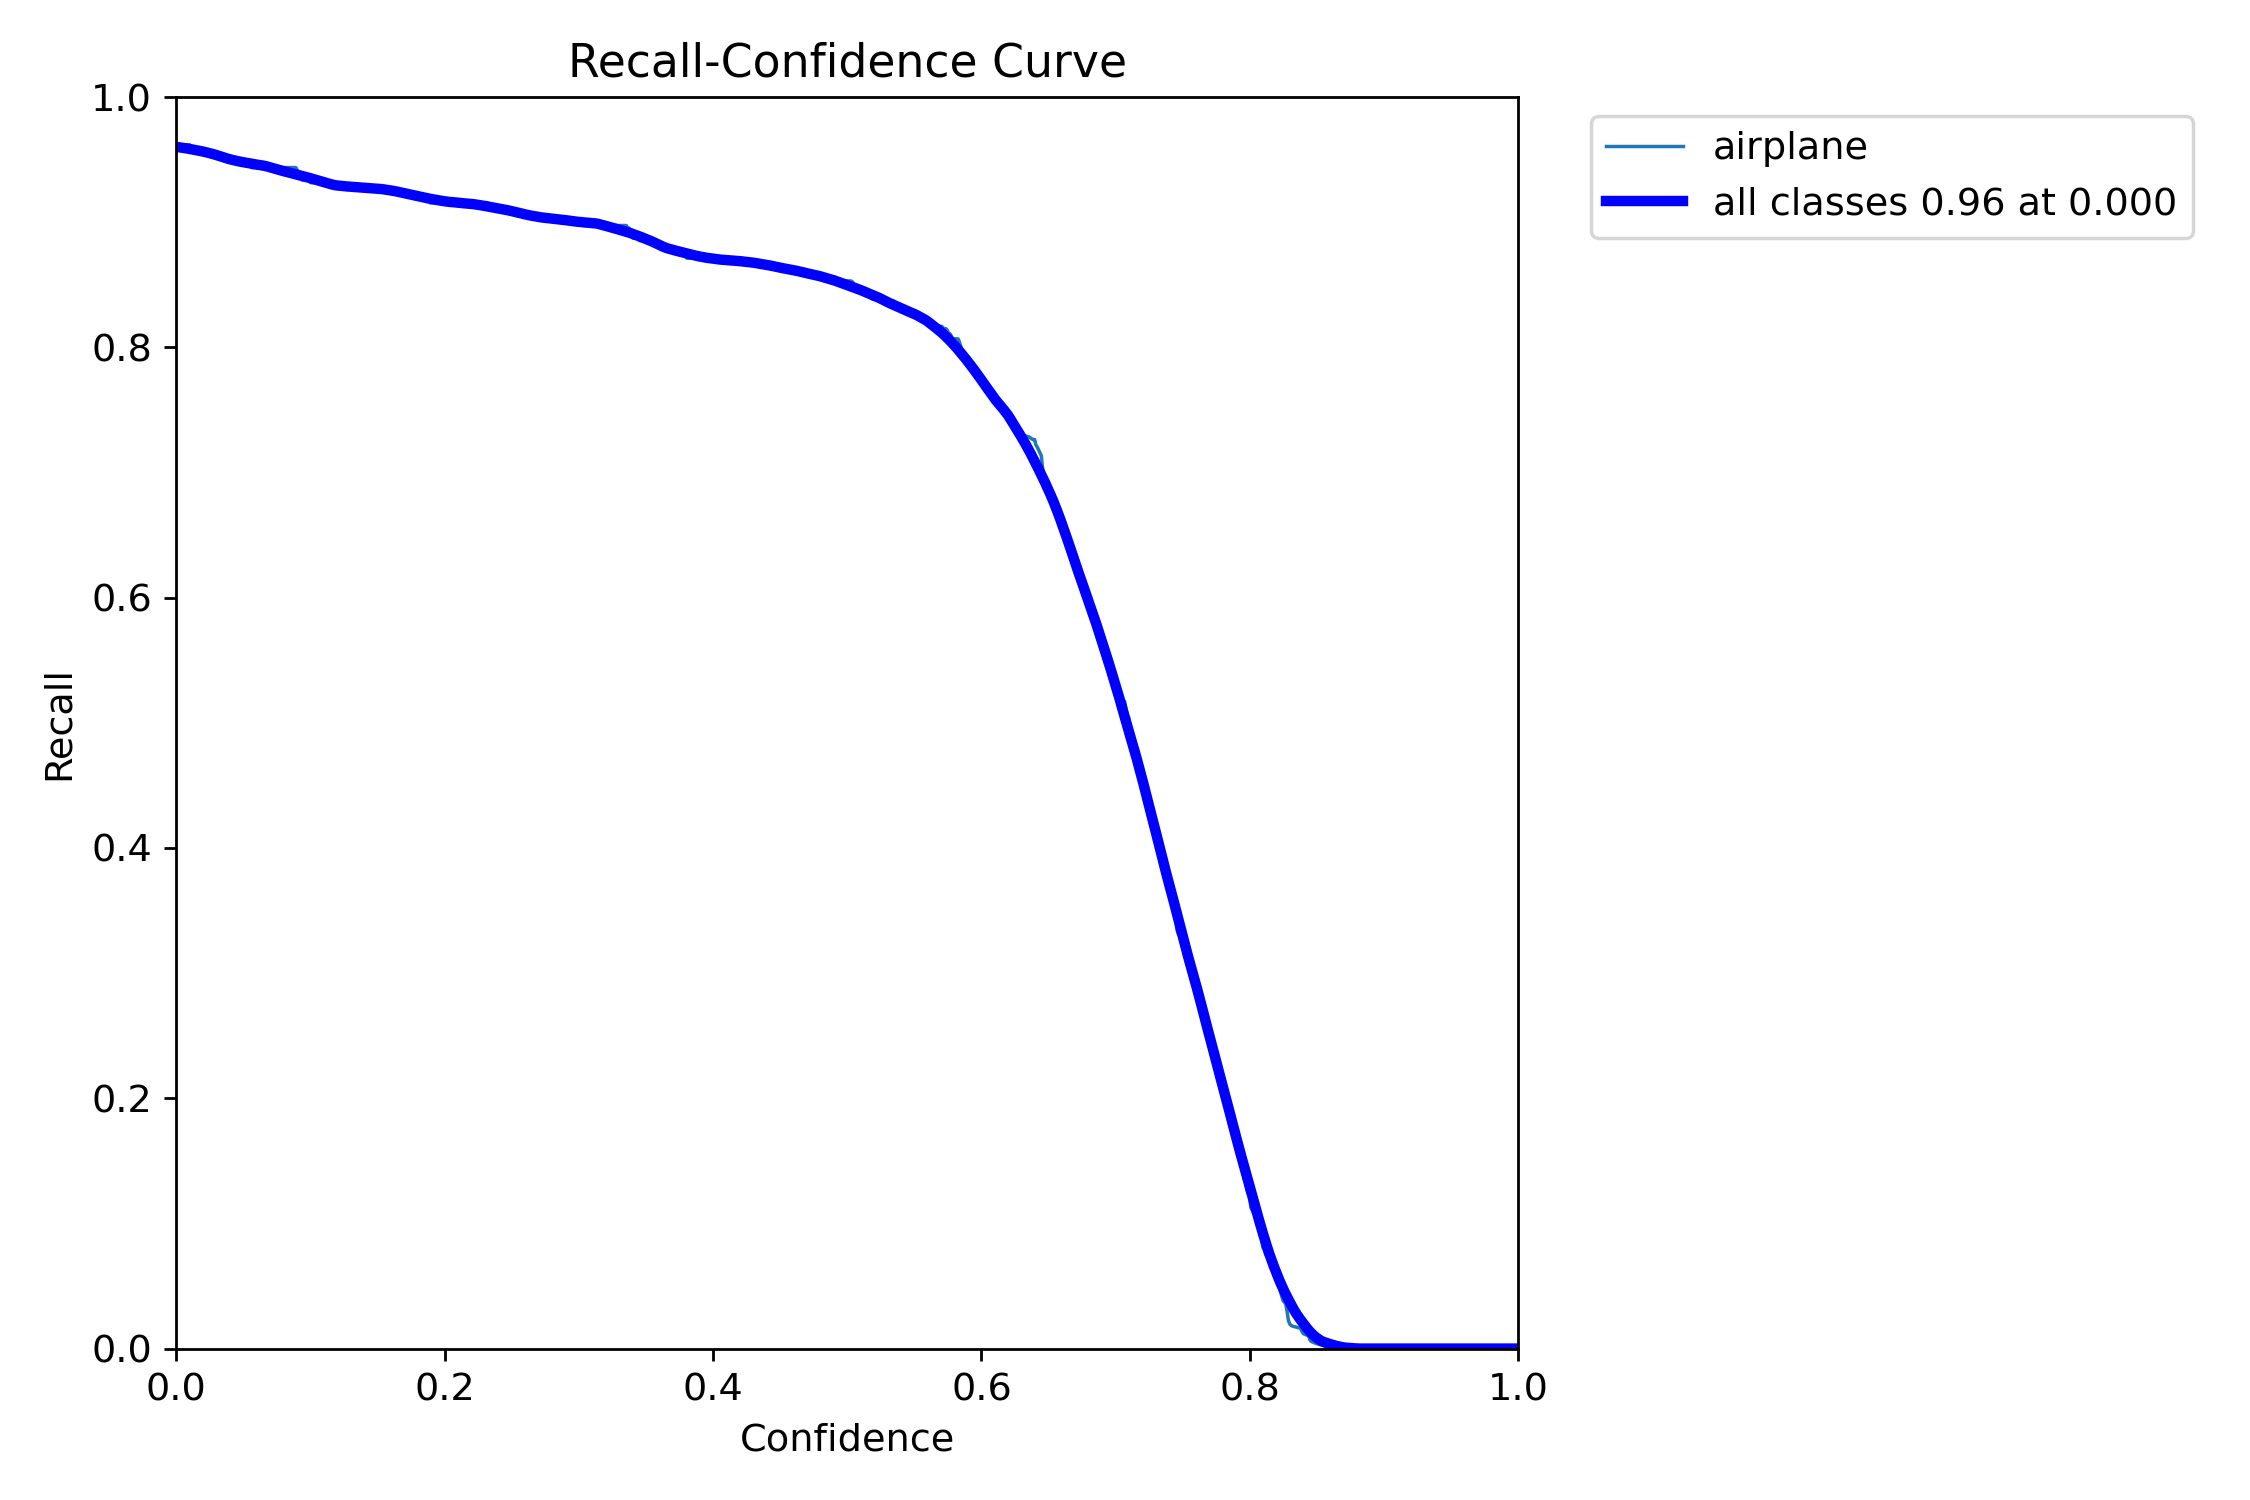 Recall-Confidence Curve
airplane
all classes 0.96 at 0.000
1.0
0.8
0.6
0.4
0.2
0.0
Recall
0.0 0.2 0.4 0.6 0.8 1.0
Confidence